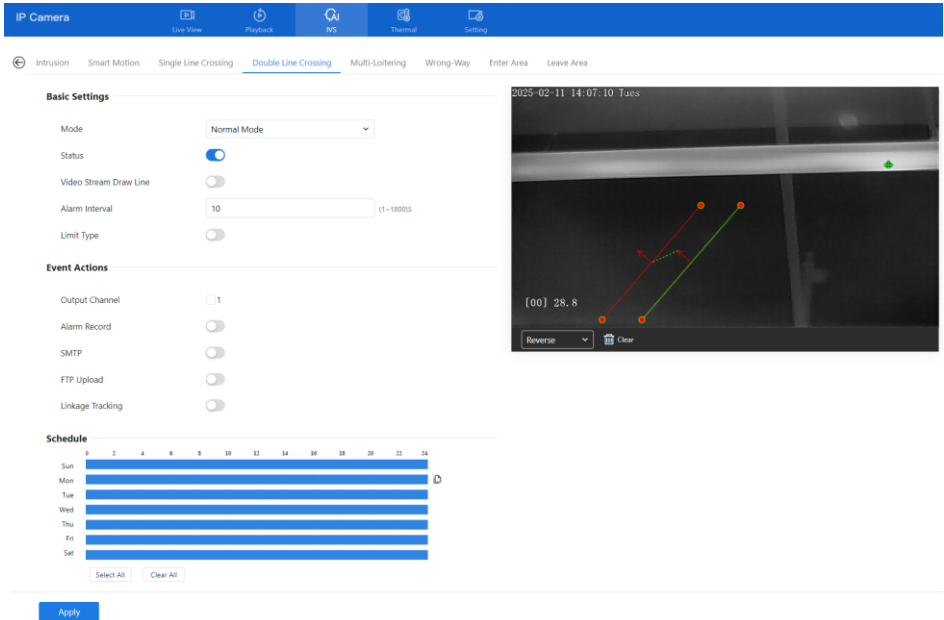 IP Camera
Live View
Playback
IVS
Thermal
Setting
Intrusion
Smart Motion
Single Line Crossing
Double Line Crossing
Multi-Loitering
Wrong-Way
Enter Area
Leave Area
Basic Settings
Mode
Normal Mode
Status
Video Stream Draw Line
Alarm Interval
10
(1~1800)S
Limit Type
Event Actions
Output Channel
1
Alarm Record
SMTP
FTP Upload
Linkage Tracking
2025-02-11 14:07:10 Tues
[00] 28.8
Reverse
Clear
Schedule
0 2 4 6 8 10 12 14 16 18 20 22 24
Sun
Mon
Tue
Wed
Thu
Fri
Sat
Select All
Clear All
Apply